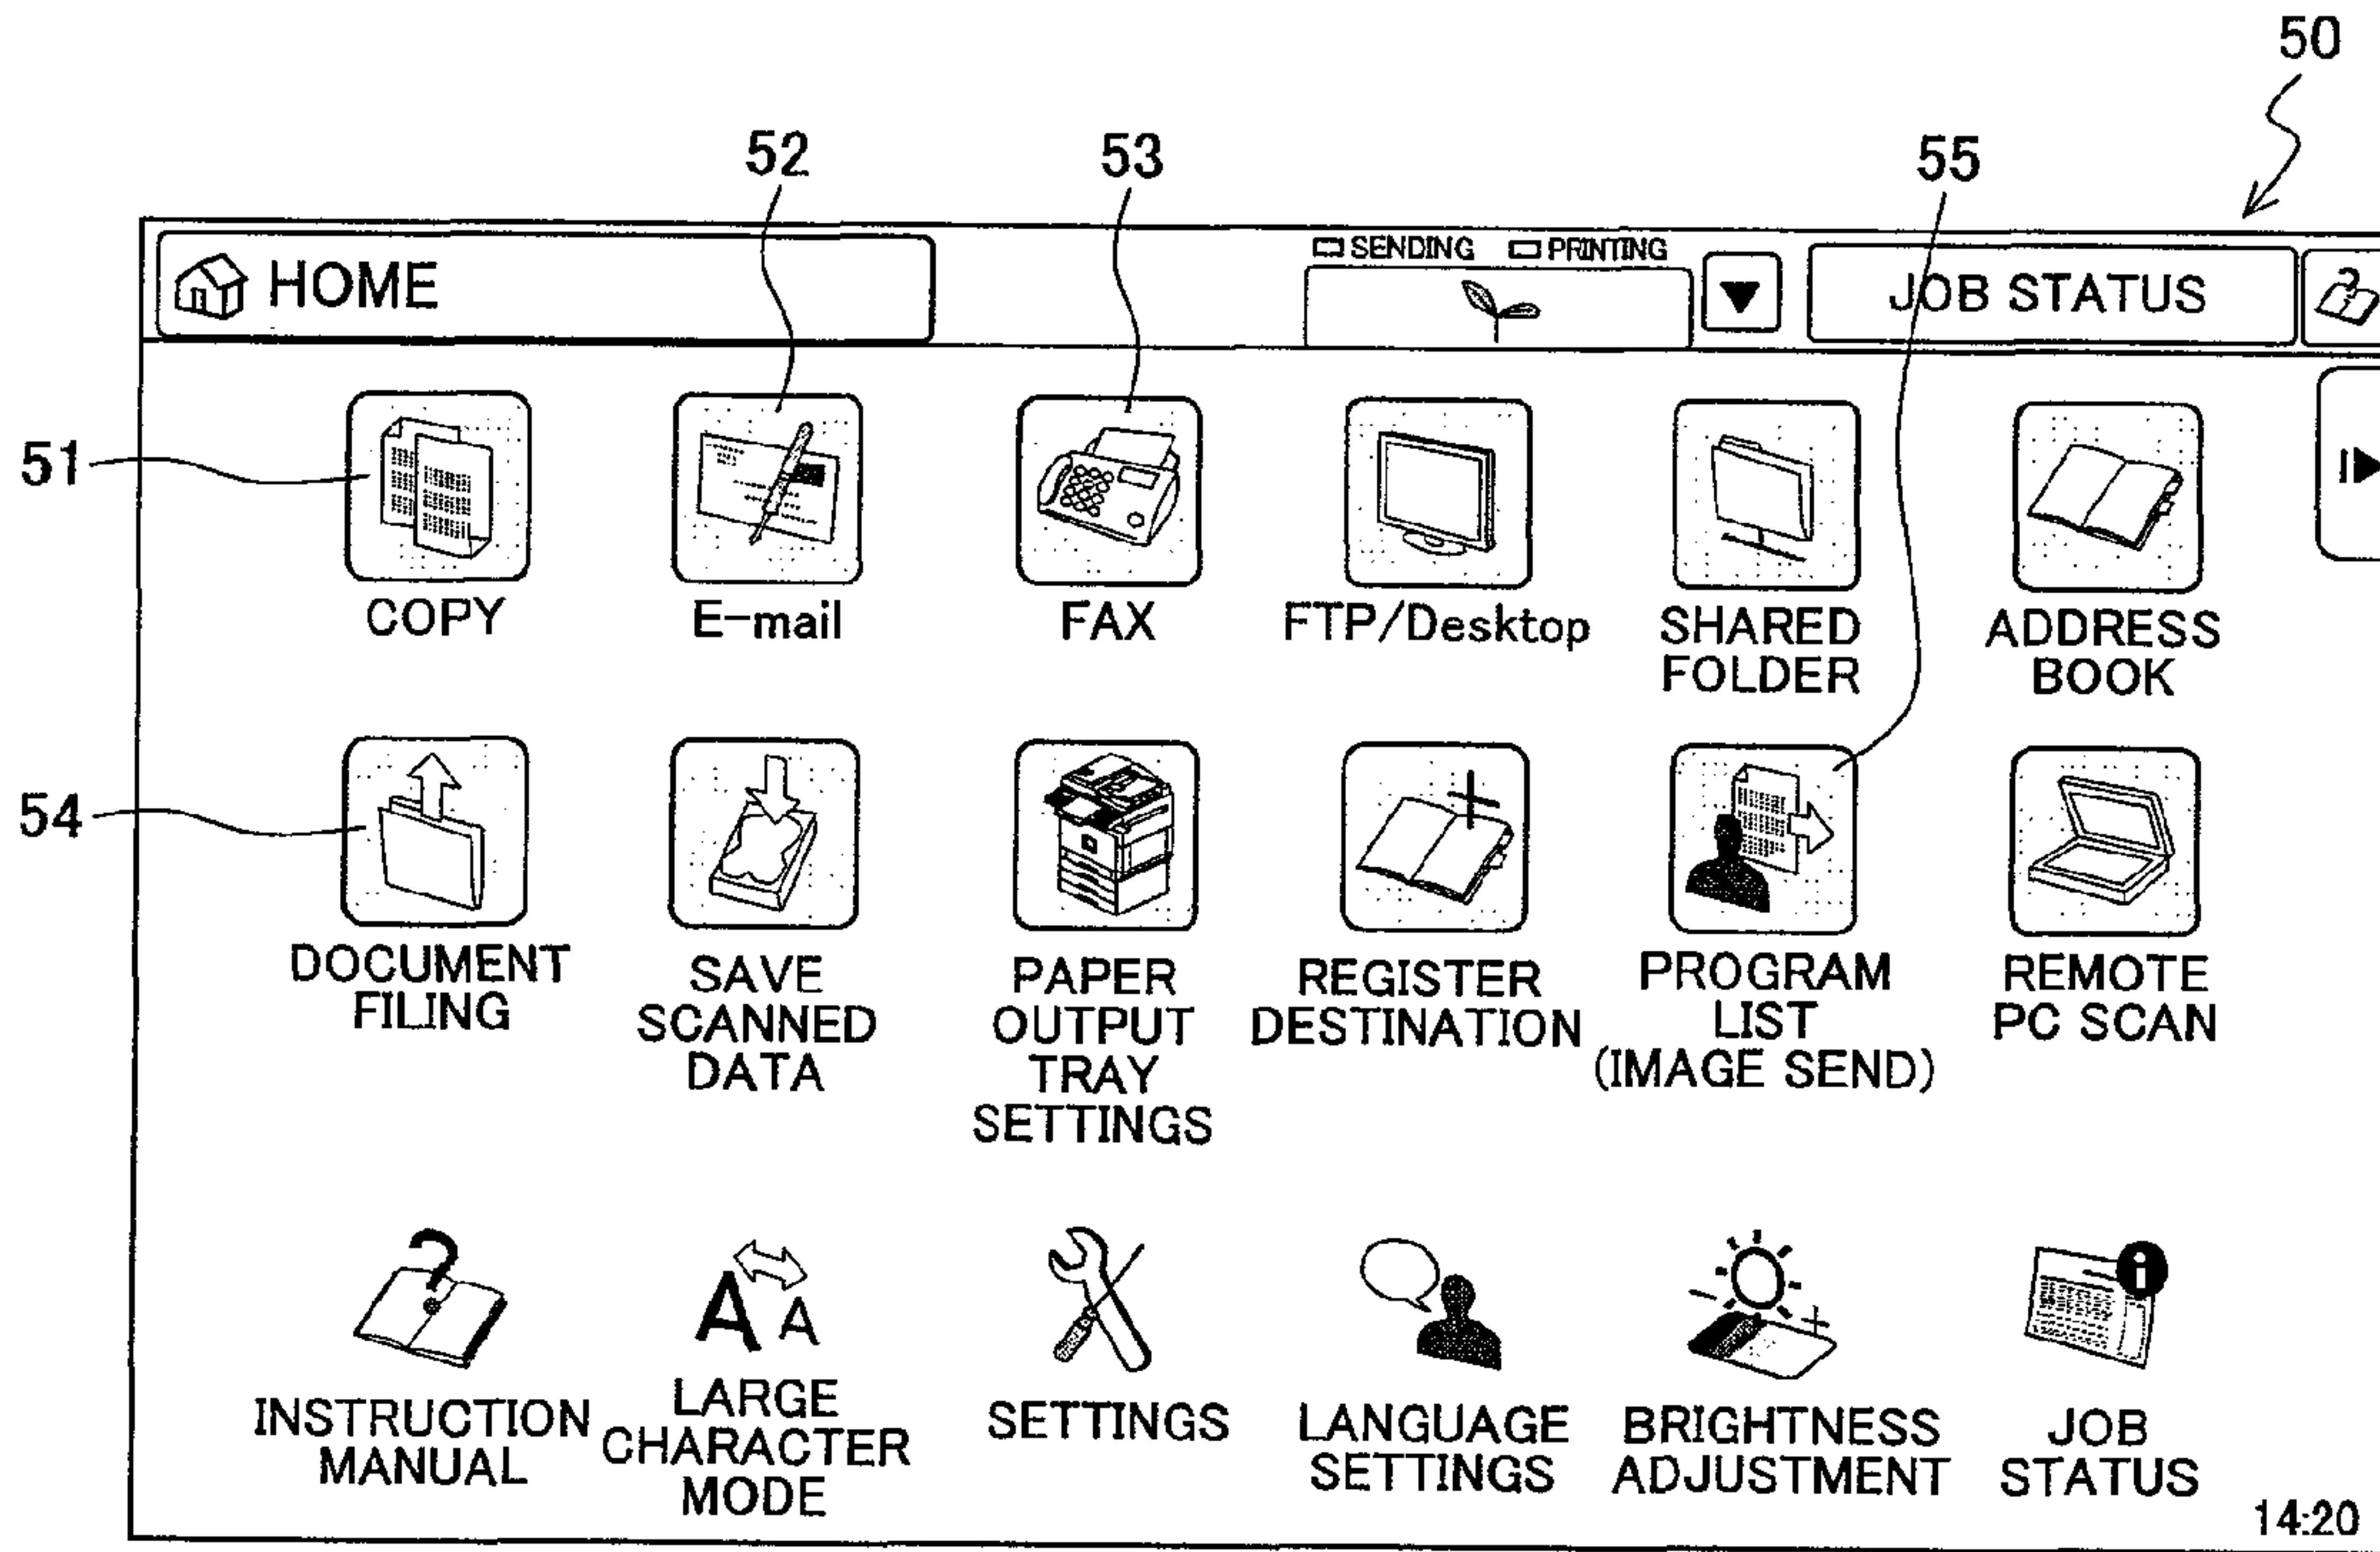 50
52
53
55
HOME
SENDING
PRINTING
JOB STATUS
51
COPY
E-mail
FAX
FTP/Desktop
SHARED
FOLDER
ADDRESS
BOOK
54
DOCUMENT
FILING
SAVE
SCANNED
DATA
PAPER
OUTPUT
TRAY
SETTINGS
REGISTER
DESTINATION
PROGRAM
LIST
(IMAGE SEND)
REMOTE
PC SCAN
?
INSTRUCTION
MANUAL
A A
LARGE
CHARACTER
MODE
SETTINGS
LANGUAGE
SETTINGS
BRIGHTNESS
ADJUSTMENT
i
JOB
STATUS
14:20